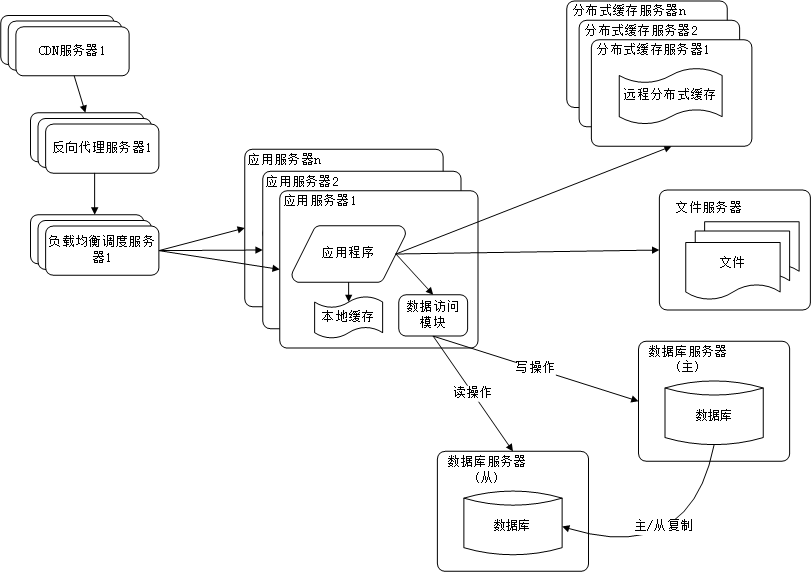 分布式缓存服务器n
分布式缓存服务器2
分布式缓存服务器1
远程分布式缓存
CDN服务器1
反向代理服务器1
负载均衡调度服务
器1
应用服务器n
应用服务器2
应用服务器1
应用程序
本地缓存
数据访问
模块
文件服务器
文件
写操作
读操作
数据库服务器
(主)
数据库
数据库服务器
(从)
数据库
主/从复制